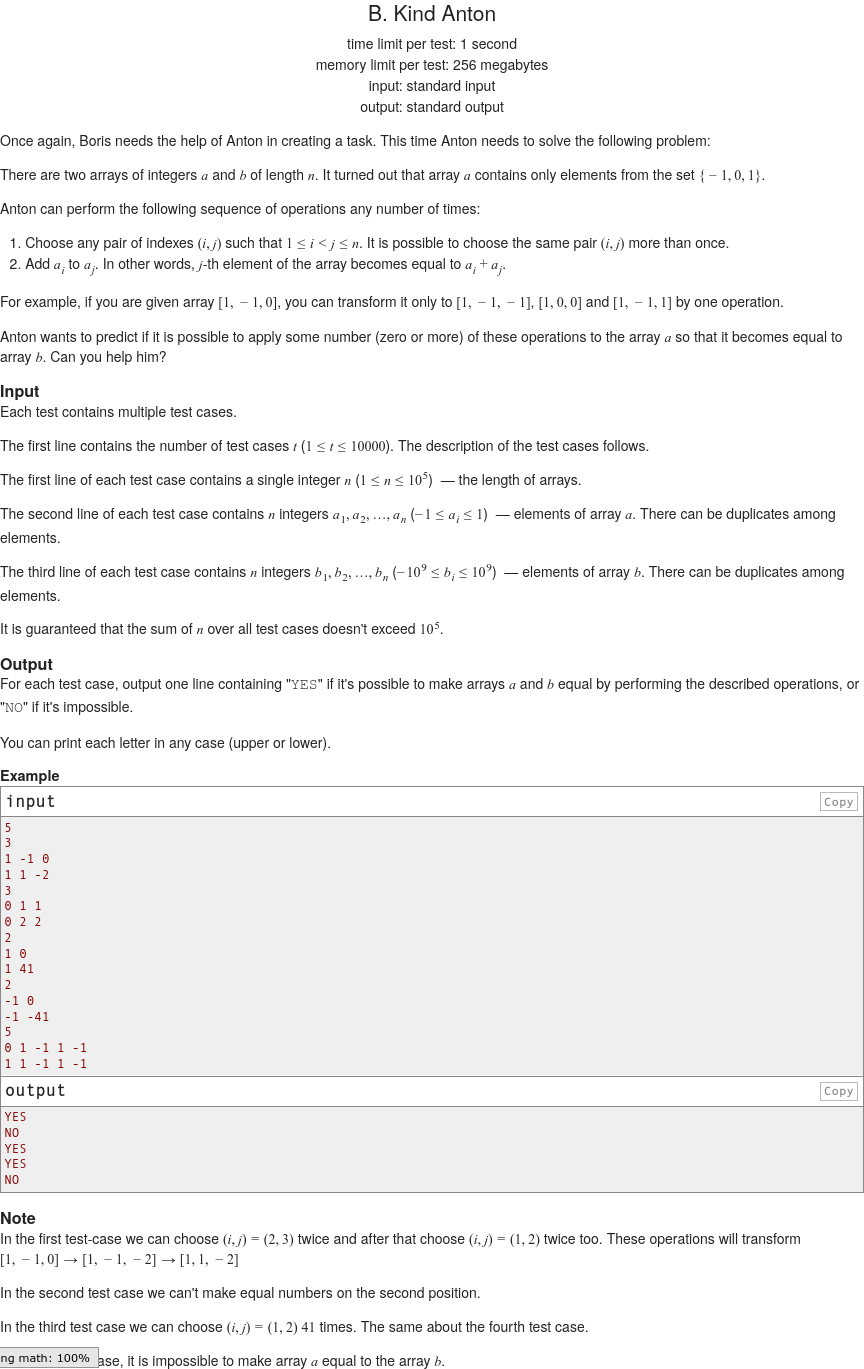 B. Kind Anton
time limit per test: 1 second
memory limit per test: 256 megabytes
input: standard input
output: standard output
Once again, Boris needs the help of Anton in creating a task. This time Anton needs to solve the following problem:
There are two arrays of integers a and b of length n. It turned out that array a contains only elements from the set {−1, 0, 1}.
Anton can perform the following sequence of operations any number of times:
1. Choose any pair of indexes (i, j) such that 1 ≤ i < j ≤ n. It is possible to choose the same pair (i, j) more than once.
2. Add a_i to a_j. In other words, j-th element of the array becomes equal to a_i + a_j.
For example, if you are given array [1, −1, 0], you can transform it only to [1, −1, −1], [1, 0, 0] and [1, −1, 1] by one operation.
Anton wants to predict if it is possible to apply some number (zero or more) of these operations to the array a so that it becomes equal to
array b. Can you help him?
Input
Each test contains multiple test cases.
The first line contains the number of test cases t (1 ≤ t ≤ 10000). The description of the test cases follows.
The first line of each test case contains a single integer n (1 ≤ n ≤ 10^5) — the length of arrays.
The second line of each test case contains n integers a_1, a_2, …, a_n (−1 ≤ a_i ≤ 1) — elements of array a. There can be duplicates among
elements.
The third line of each test case contains n integers b_1, b_2, …, b_n (−10^9 ≤ b_i ≤ 10^9) — elements of array b. There can be duplicates among
elements.
It is guaranteed that the sum of n over all test cases doesn't exceed 10^5.
Output
For each test case, output one line containing "YES" if it's possible to make arrays a and b equal by performing the described operations, or
"NO" if it's impossible.
You can print each letter in any case (upper or lower).
Example
input Copy
5
3
1 -1 0
1 1 -2
3
0 1 1
0 2 2
2
1 0
1 41
2
-1 0
-1 -41
5
0 1 -1 1 -1
1 1 -1 1 -1
output Copy
YES
NO
YES
YES
NO
Note
In the first test-case we can choose (i, j) = (2, 3) twice and after that choose (i, j) = (1, 2) twice too. These operations will transform
[1, −1, 0] → [1, −1, −2] → [1, 1, −2]
In the second test case we can't make equal numbers on the second position.
In the third test case we can choose (i, j) = (1, 2) 41 times. The same about the fourth test case.
ng math: 100% ase, it is impossible to make array a equal to the array b.